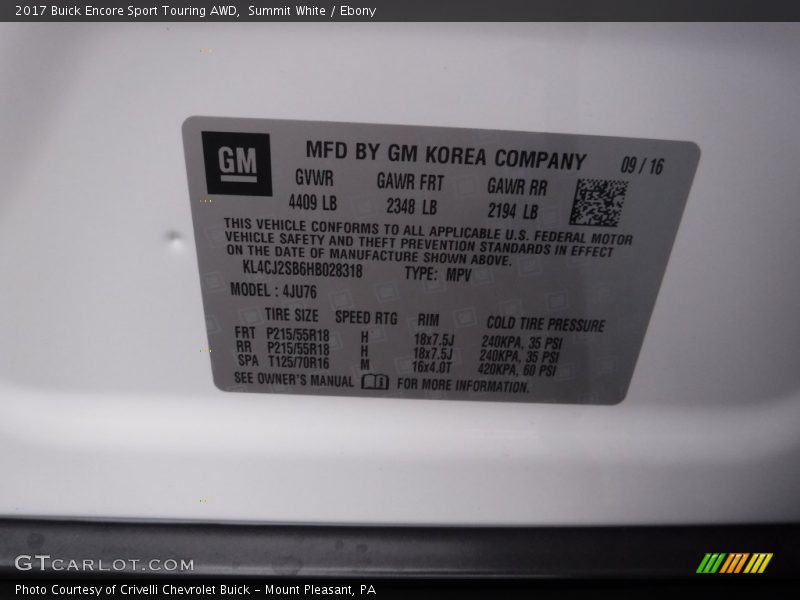 2017 Buick Encore Sport Touring AWD,  Summit White / Ebony
GM
MFD BY GM KOREA COMPANY 09 / 16
GVWR GAWR FRT GAWR RR
4409 LB 2348 LB 2194 LB
THIS VEHICLE CONFORMS TO ALL APPLICABLE U.S. FEDERAL MOTOR
VEHICLE SAFETY AND THEFT PREVENTION STANDARDS IN EFFECT
ON THE DATE OF MANUFACTURE SHOWN ABOVE.
KL4CJ2SB6HB028318 TYPE: MPV
MODEL : 4JU76
TIRE SIZE SPEED RTG RIM COLD TIRE PRESSURE
FRT P215/55R18 H 18x7.5J 240KPA, 35 PSI
RR P215/55R18 H 18x7.5J 240KPA, 35 PSI
SPA T125/70R16 M 16x4.0T 420KPA, 60 PSI
SEE OWNER'S MANUAL FOR MORE INFORMATION.
GTCARLOT.COM
Photo Courtesy of Crivelli Chevrolet Buick - Mount Pleasant, PA